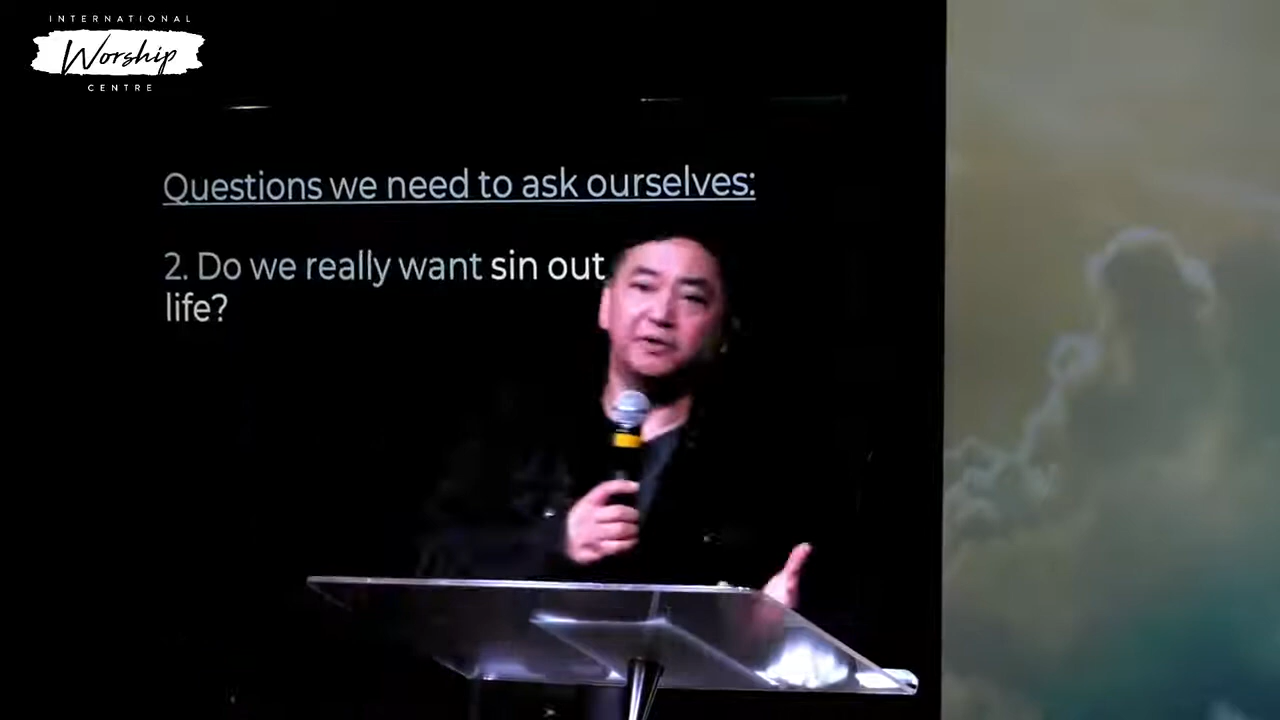 INTERNATIONAL
Worship
CENTRE
Questions we need to ask ourselves:
2. Do we really want sin out
life?